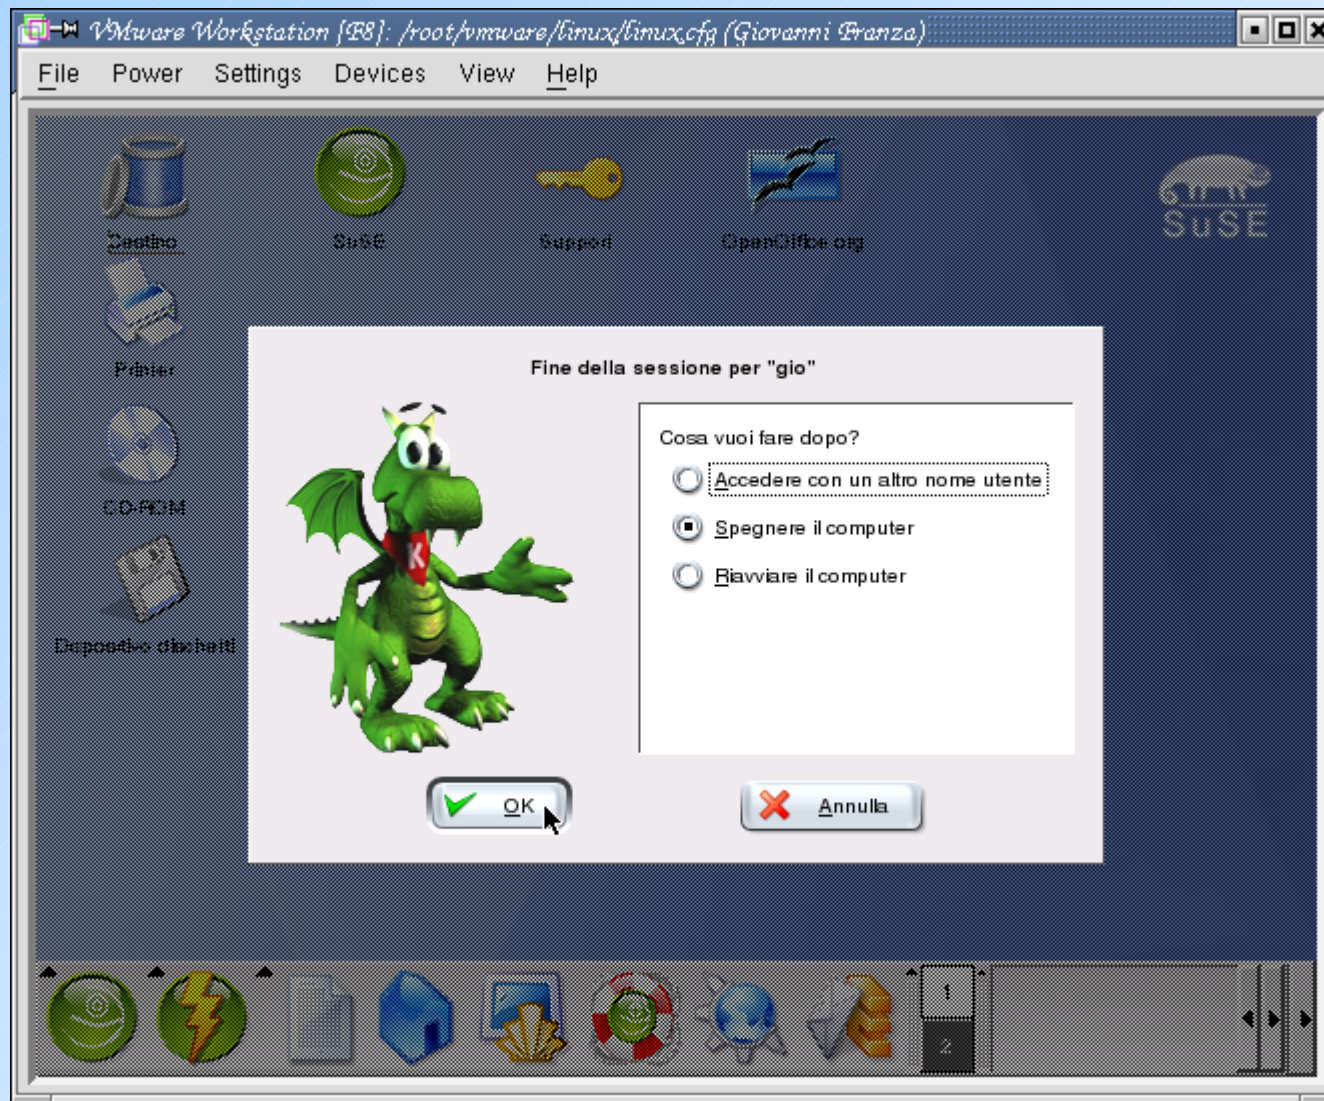 VMware Workstation [F8]: /root/vmware/linux/linux.cfg (Giovanni Franza)
File Power Settings Devices View Help
Cestino SuSE Support OpenOffice.org
SuSE
Printer
CD-ROM
Dispositivo dischetti
Fine della sessione per "gio"
Cosa vuoi fare dopo?
Accedere con un altro nome utente
Spegnere il computer
Riavviare il computer
K
OK Annulla
1
2